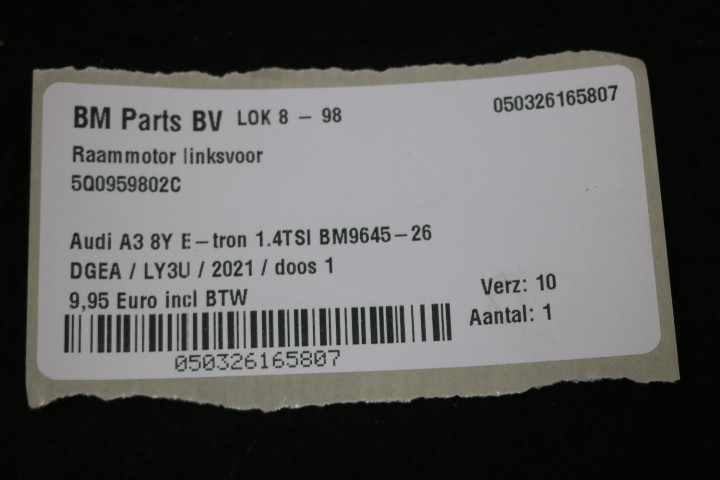 BM Parts BV LOK 8 - 98 050326165807
Raammotor linksvoor
5Q0959802C
Audi A3 8Y E-tron 1.4TSI BM9645-26
DGEA / LY3U / 2021 / doos 1
9,95 Euro incl BTW
Verz: 10
Aantal: 1
050326165807